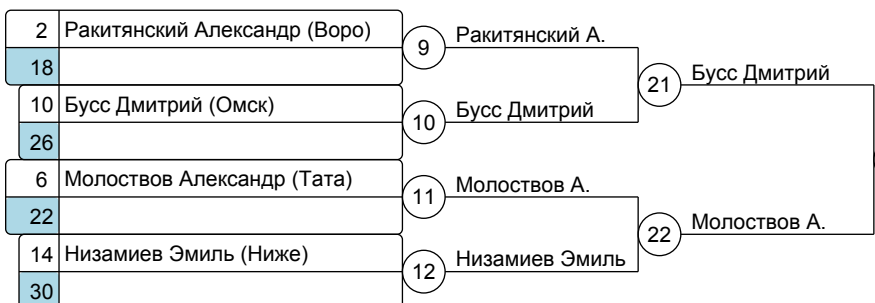 2 Ракитянский Александр (Воро)
18
9 Ракитянский А.
10 Бусс Дмитрий (Омск)
26
10 Бусс Дмитрий
21 Бусс Дмитрий
6 Молоствов Александр (Тата)
22
11 Молоствов А.
14 Низамиев Эмиль (Ниже)
30
12 Низамиев Эмиль
22 Молоствов А.